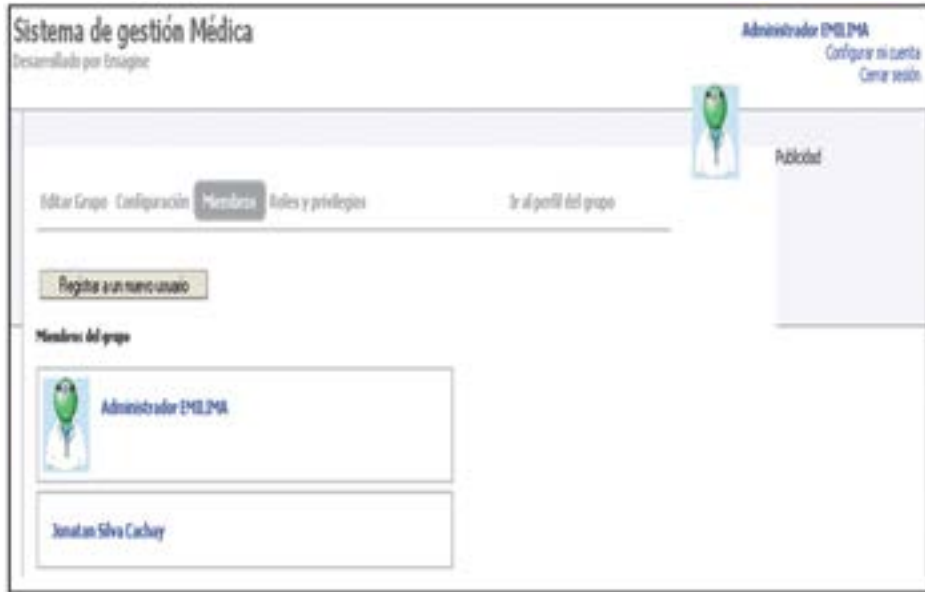 Sistema de gestión Médica
Desarrollado por Ensagine
Administrador EMILIMA
Configurar mi cuenta
Cerrar sesión
Publicidad
Editar Grupo Configuración Miembros Roles y privilegios Ir al perfil del grupo
Registrar a un nuevo usuario
Miembros del grupo
Administrador EMILIMA
Jonatan Silva Cachay